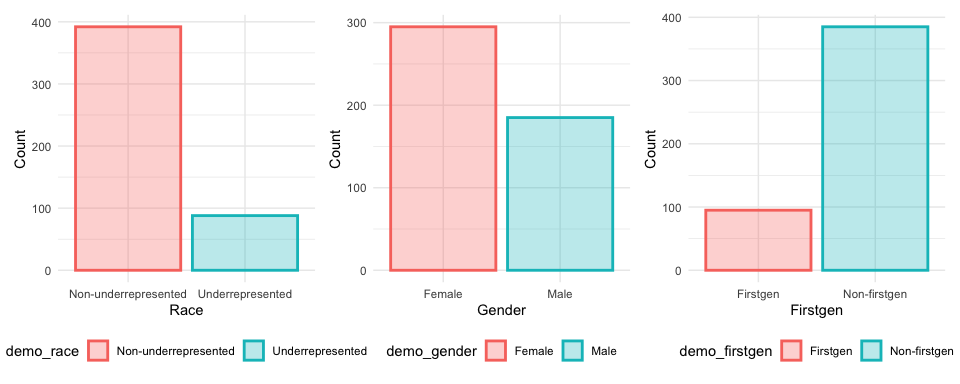 Count
400
300
200
100
0
Non-underrepresented Underrepresented
Race
demo_race Non-underrepresented Underrepresented
Count
300
200
100
0
Female Male
Gender
demo_gender Female Male
Count
400
300
200
100
0
Firstgen Non-firstgen
Firstgen
demo_firstgen Firstgen Non-firstgen